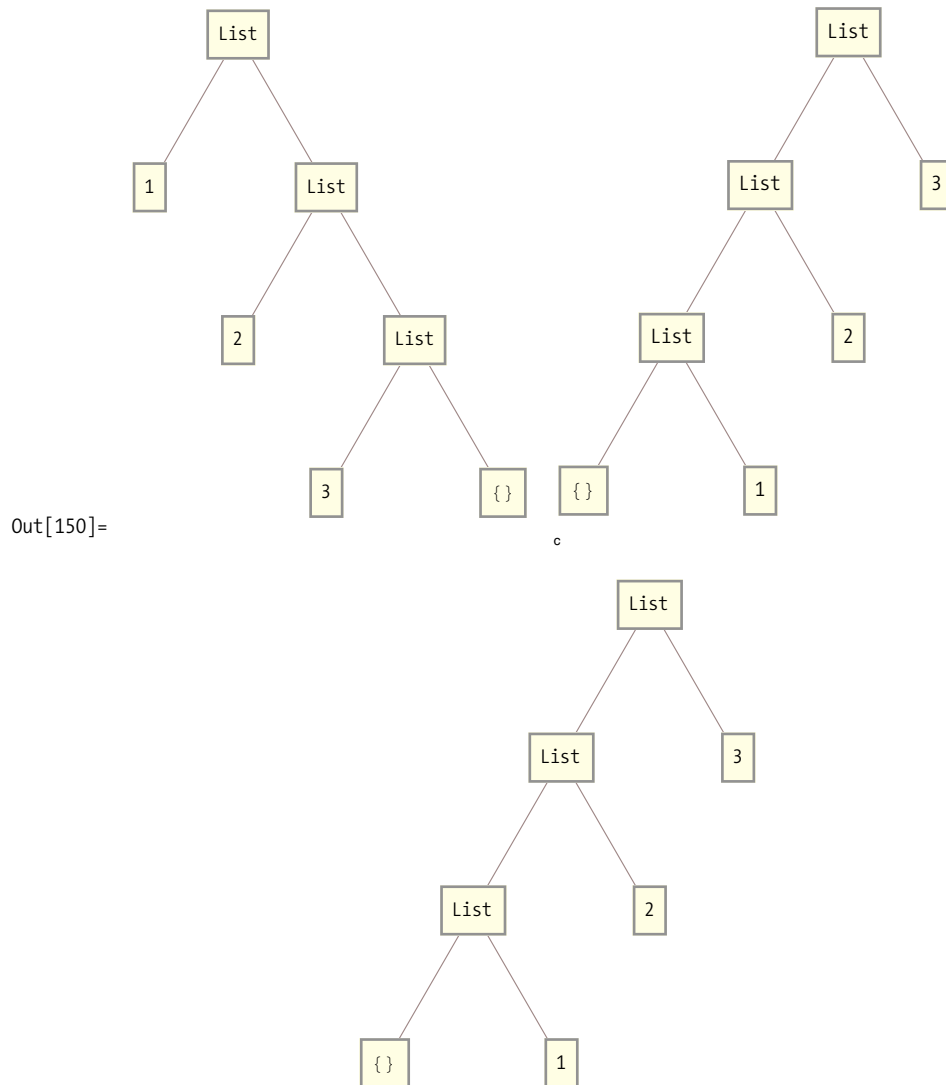 List List
1 List List 3
2 List List 2
3 { } { } 1
Out[150]=
c
List
List 3
List 2
{ } 1